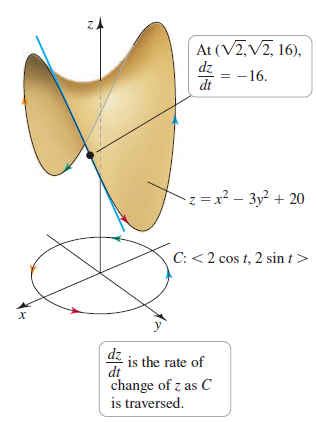 z
At (√2, √2, 16),
dz/dt = −16.
z = x² − 3y² + 20
C: < 2 cos t, 2 sin t >
x
y
dz/dt is the rate of
change of z as C
is traversed.